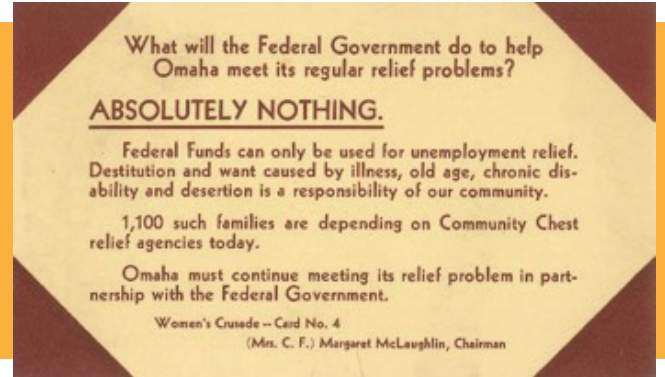 What will the Federal Government do to help
Omaha meet its regular relief problems?
ABSOLUTELY NOTHING.
Federal Funds can only be used for unemployment relief.
Destitution and want caused by illness, old age, chronic dis-
ability and desertion is a responsibility of our community.
1,100 such families are depending on Community Chest
relief agencies today.
Omaha must continue meeting its relief problem in part-
nership with the Federal Government.
Women's Crusade -- Card No. 4
(Mrs. C. F.) Margaret McLaughlin, Chairman